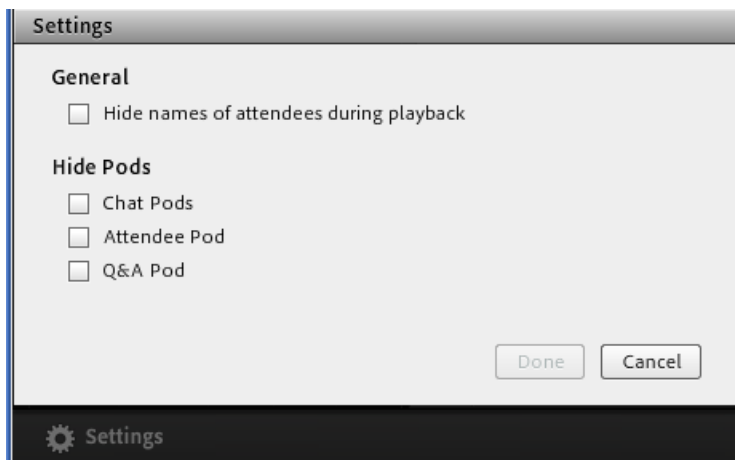 Settings
General
Hide names of attendees during playback
Hide Pods
Chat Pods
Attendee Pod
Q&A Pod
Done
Cancel
Settings